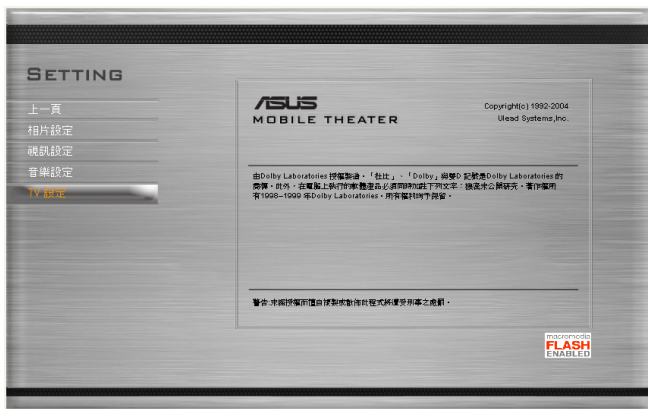 SETTING
上一頁
相片設定
視訊設定
音樂設定
TV 設定
ASUS
MOBILE THEATER
Copyright(c) 1992-2004
Ulead Systems,Inc.
由Dolby Laboratories 授權製造。「杜比」、「Dolby」與雙D 記號是Dolby Laboratories 的
商標。此外，在電腦上執行的軟體產品必須同時加註下列文字：機密未公開研究。著作權所
有1998-1999 年Dolby Laboratories。所有權利均予保留。
警告:未經授權而擅自複製或散佈此程式將遭受刑事之處罰。
macromedia
FLASH
ENABLED